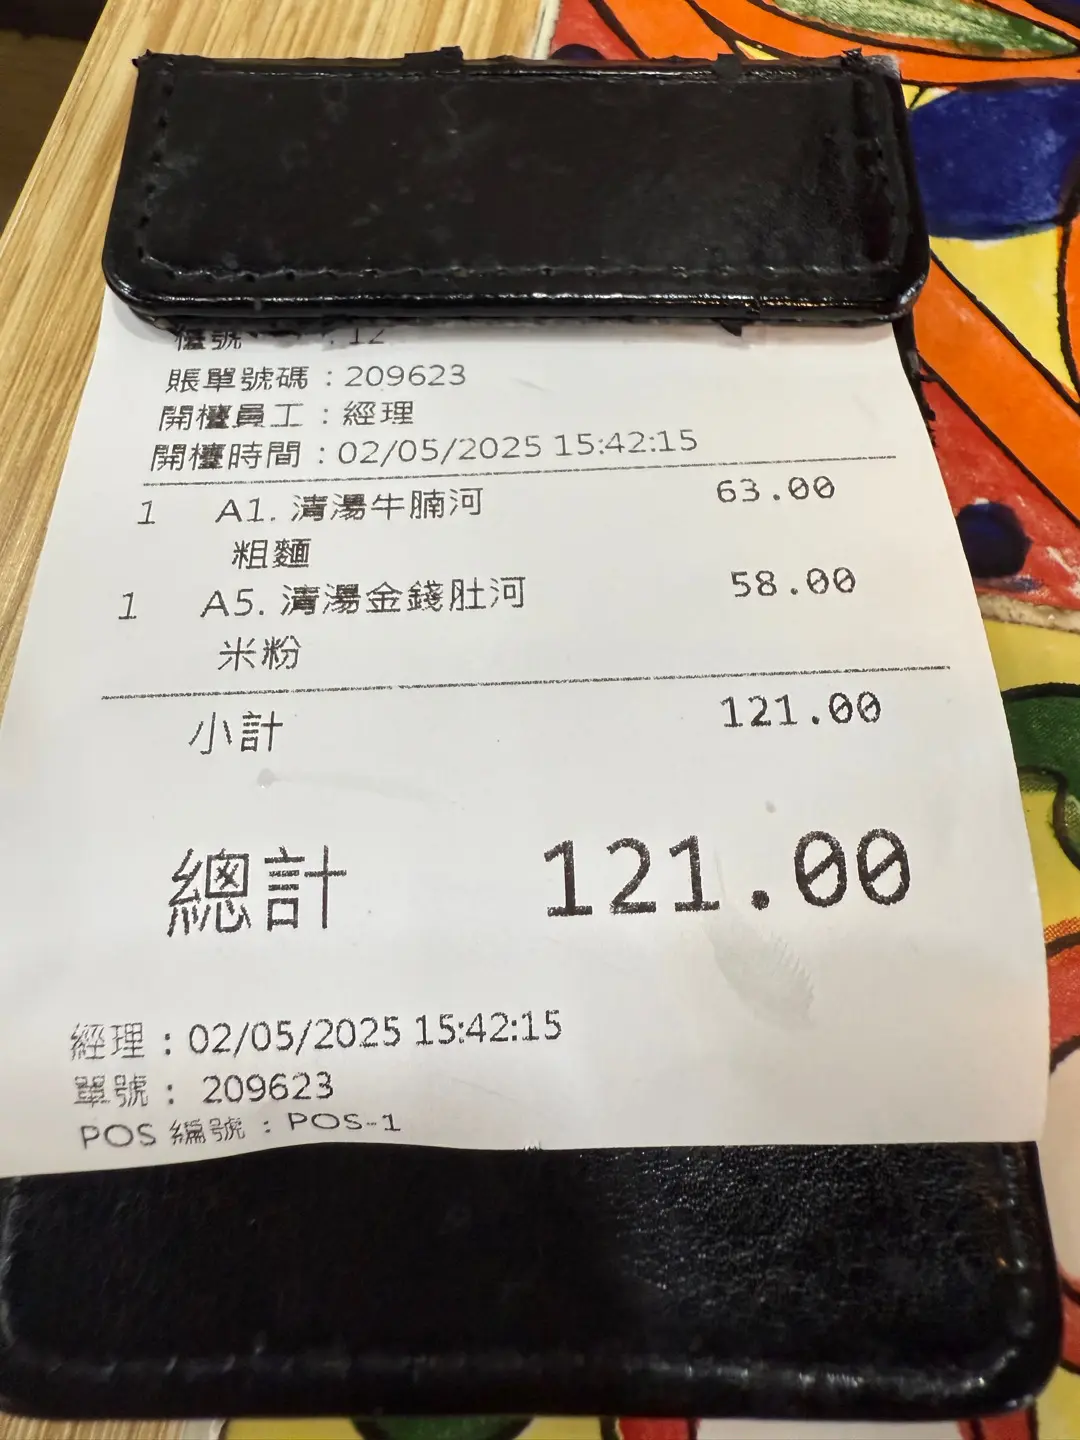 檯號 : 12
賬單號碼 : 209623
開檯員工 : 經理
開檯時間 : 02/05/2025 15:42:15
1 A1. 清湯牛腩河 63.00
粗麵
1 A5. 清湯金錢肚河 58.00
米粉
小計 121.00
總計 121.00
經理 : 02/05/2025 15:42:15
單號 : 209623
POS 編號 : POS-1